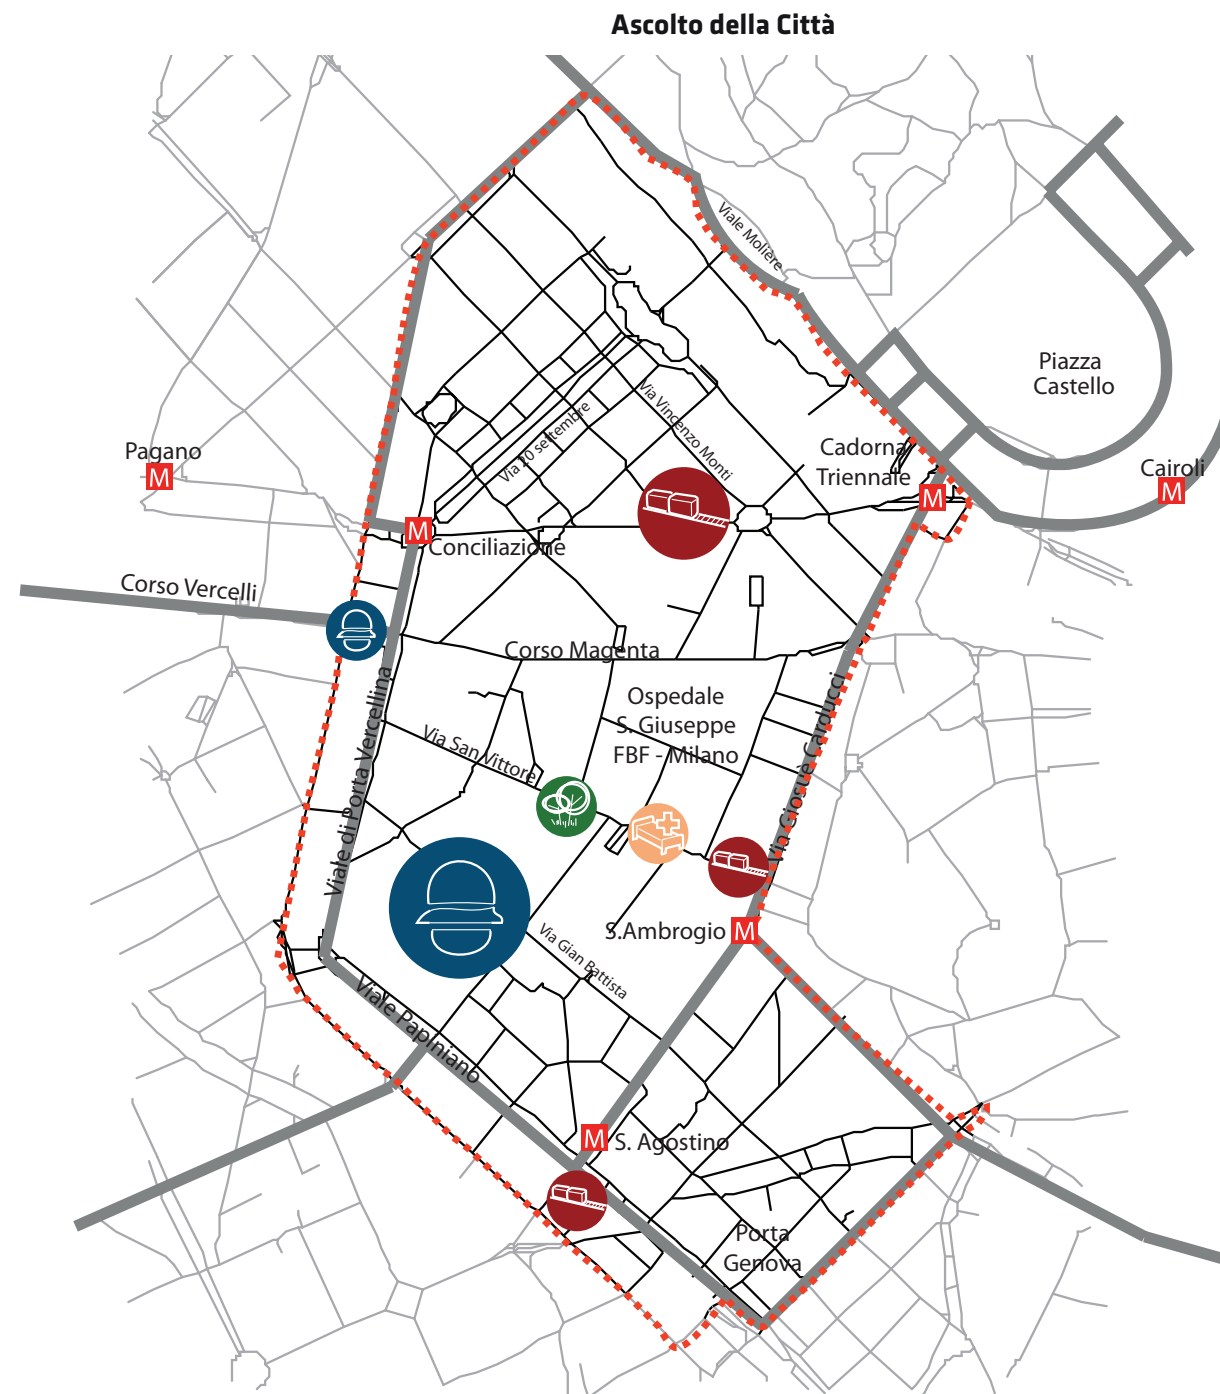 Ascolto della Città
Viale Molière
Piazza
Castello
Via Vincenzo Monti
Via 20 settembre
Cadorna
Triennale
M
Pagano
M
Cairoli
M
M
Conciliazione
Corso Vercelli
Corso Magenta
Ospedale
S. Giuseppe
FBF - Milano
Via San Vittore
Viale di Porta Vercellina
Via Giosuè Carducci
S.Ambrogio
M
Via Gian Battista
Viale Papiniano
M
S. Agostino
Porta
Genova